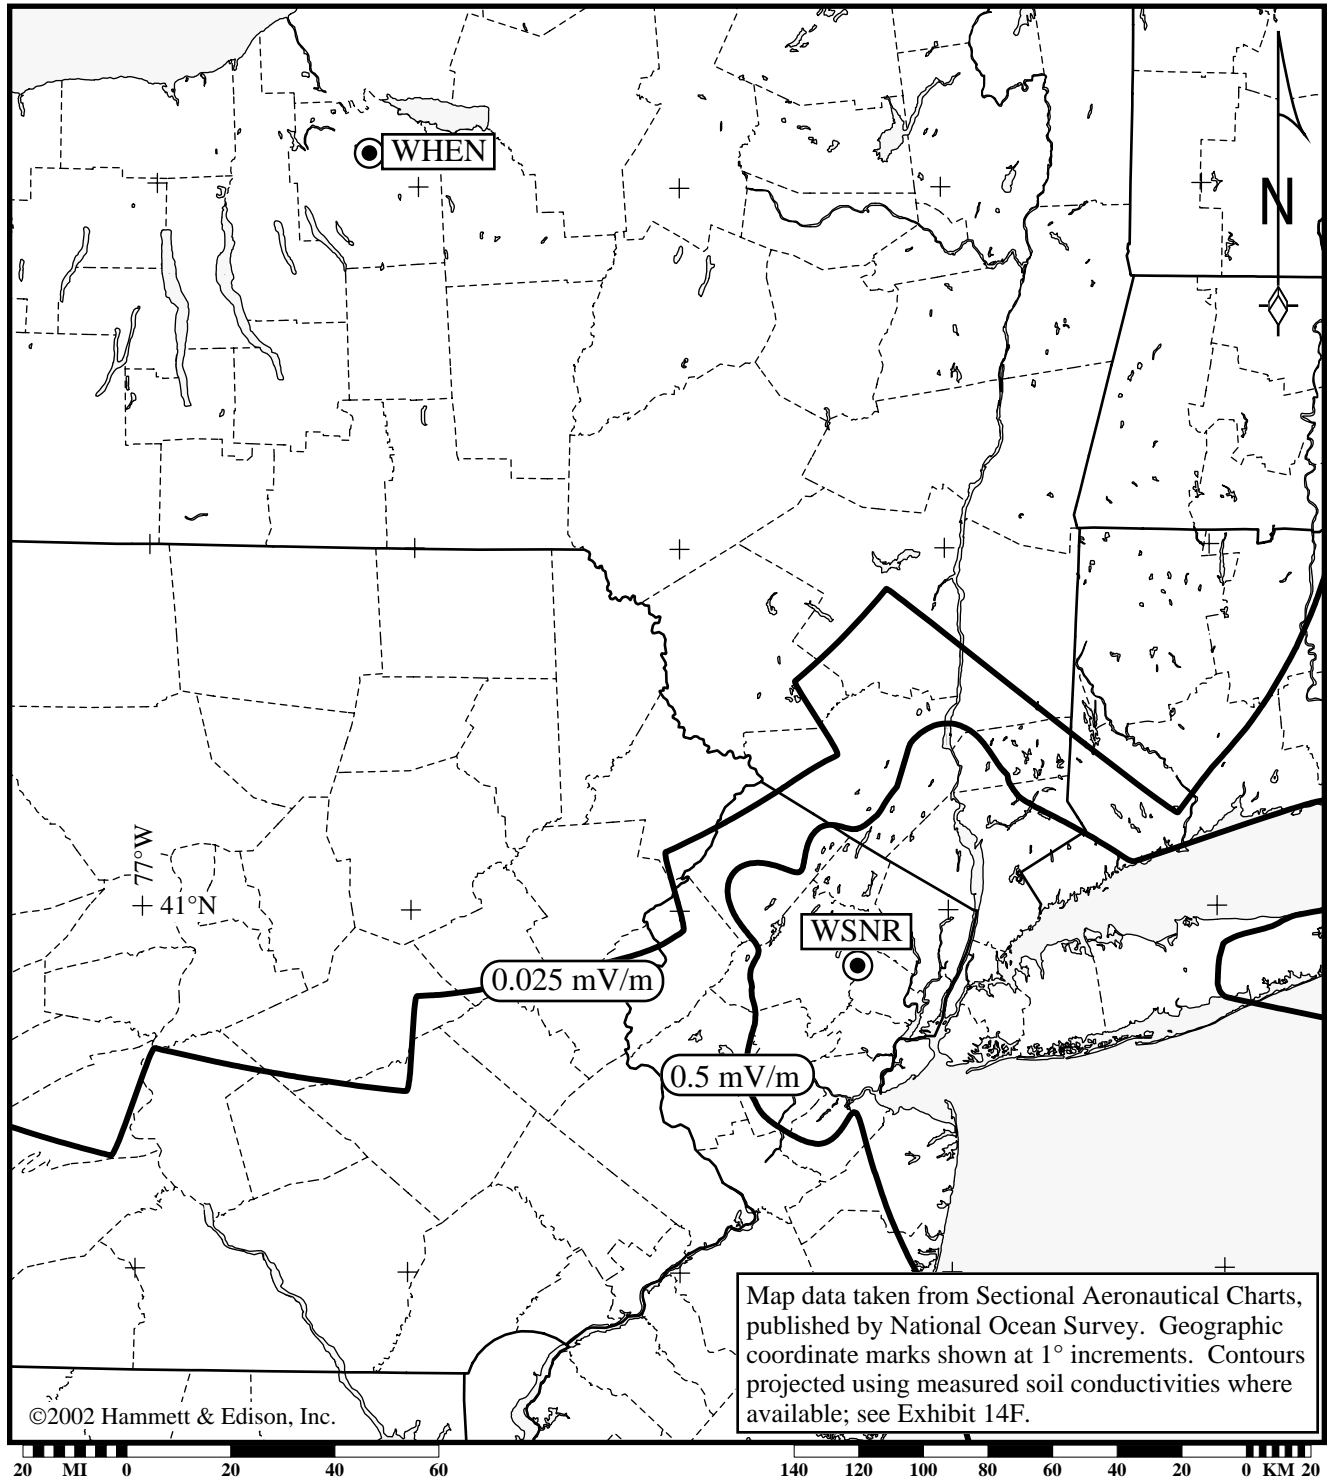 WHEN
N
77°W
41°N
WSNR
0.025 mV/m
0.5 mV/m
Map data taken from Sectional Aeronautical Charts,
published by National Ocean Survey. Geographic
coordinate marks shown at 1° increments. Contours
projected using measured soil conductivities where
available; see Exhibit 14F.
©2002 Hammett & Edison, Inc.
20 MI 0 20 40 60
140 120 100 80 60 40 20 0 KM 20